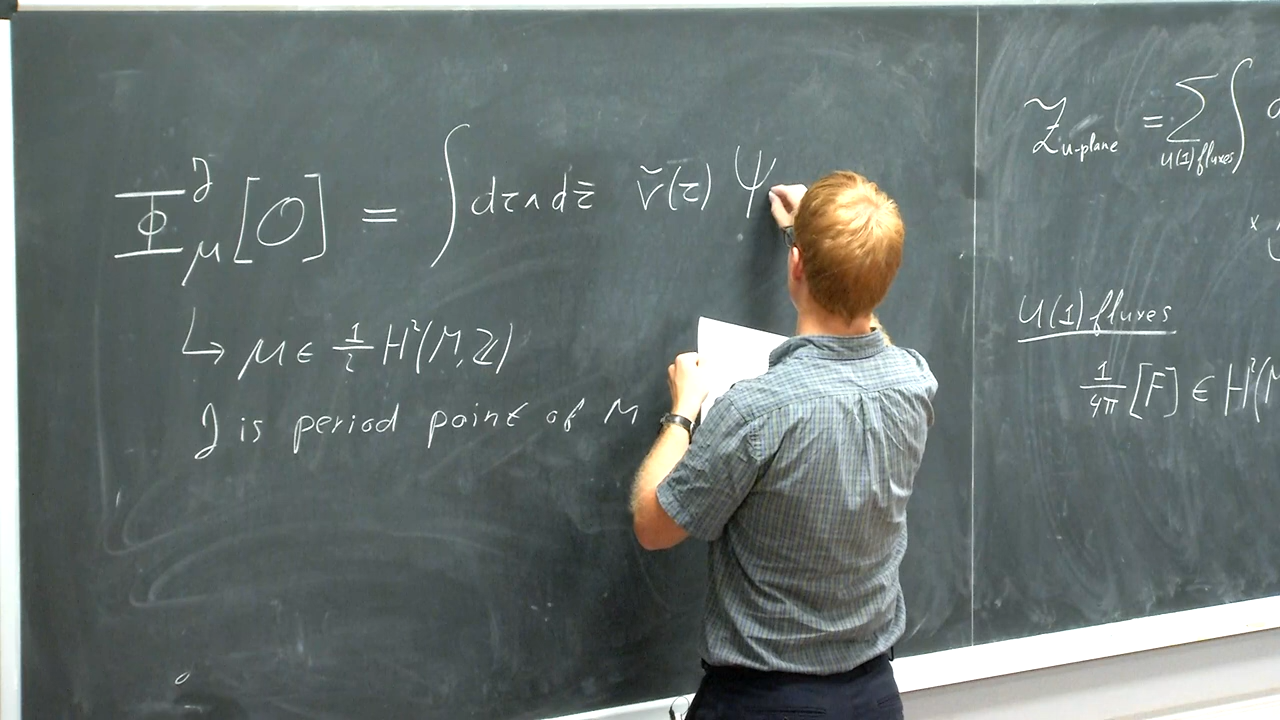 Φ^J_μ[O] = ∫ dτ∧dτ̄ ṽ(τ) Ψ
↳ μ ∈ 1/2 H²(M,Z)
J is period point of M
Z_u-plane = Σ_U(1) fluxes ∫
U(1) fluxes
1/4π [F] ∈ H²(M